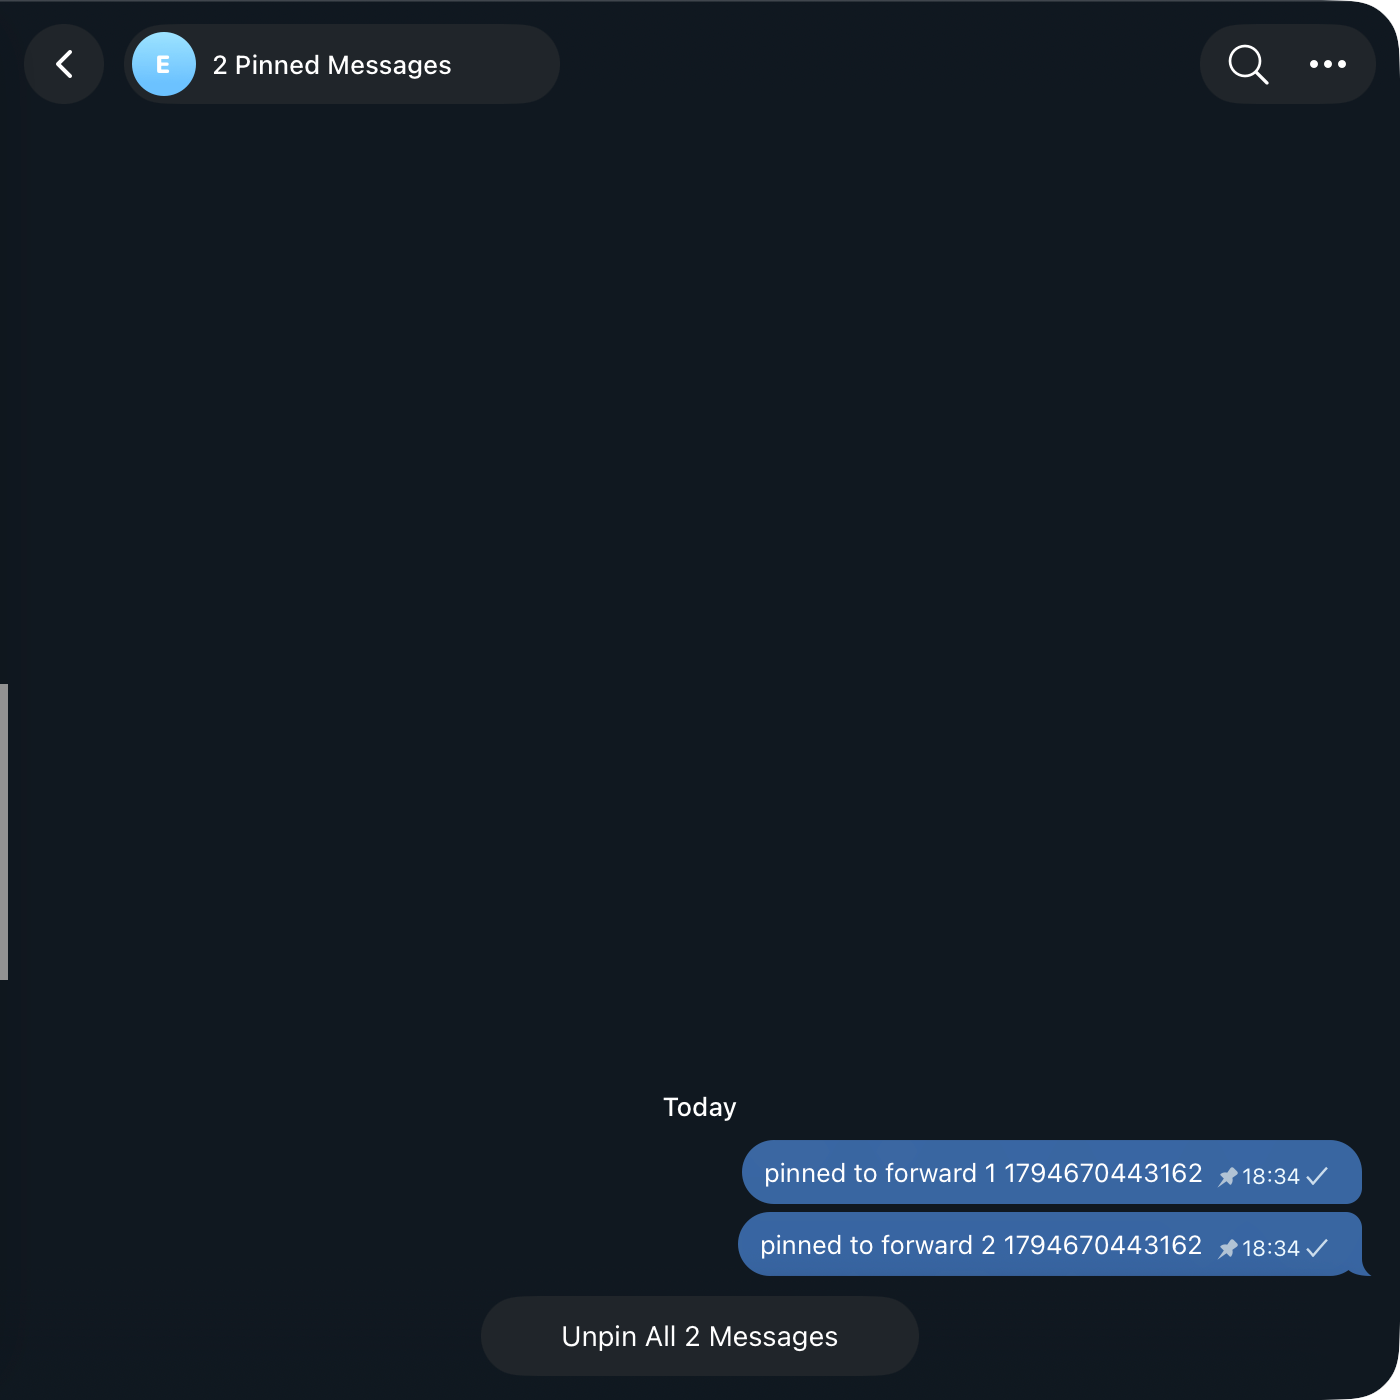 E
2 Pinned Messages
Today
pinned to forward 1 1794670443162 18:34
pinned to forward 2 1794670443162 18:34
Unpin All 2 Messages